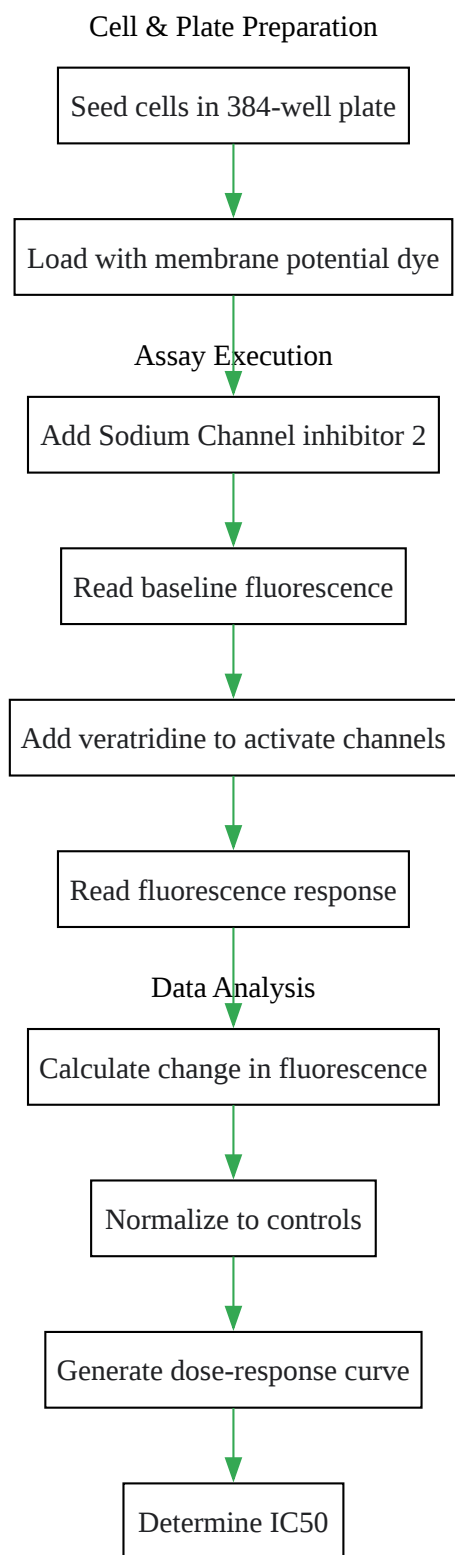 Cell & Plate Preparation
Seed cells in 384-well plate
Load with membrane potential dye
Assay Execution
Add Sodium Channel inhibitor 2
Read baseline fluorescence
Add veratridine to activate channels
Read fluorescence response
Data Analysis
Calculate change in fluorescence
Normalize to controls
Generate dose-response curve
Determine IC50